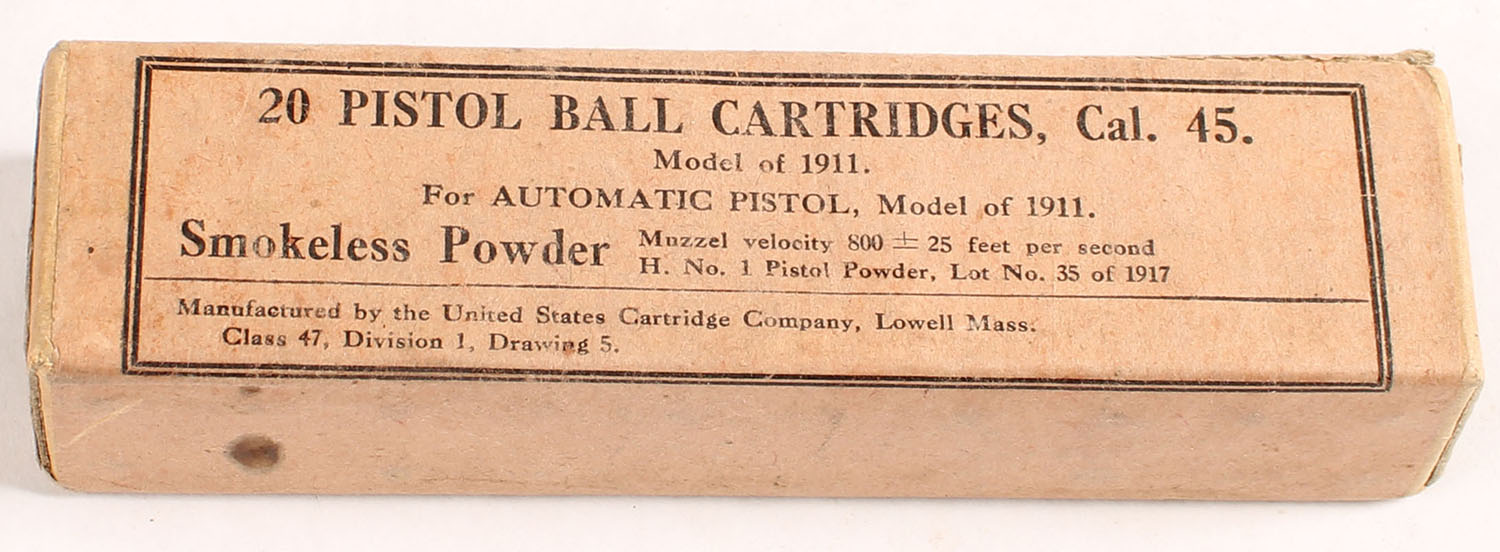 20 PISTOL BALL CARTRIDGES, Cal. 45.
Model of 1911.
For AUTOMATIC PISTOL, Model of 1911.
Smokeless Powder
Muzzel velocity 800 ± 25 feet per second
H. No. 1 Pistol Powder, Lot No. 35 of 1917
Manufactured by the United States Cartridge Company, Lowell Mass.
Class 47, Division 1, Drawing 5.